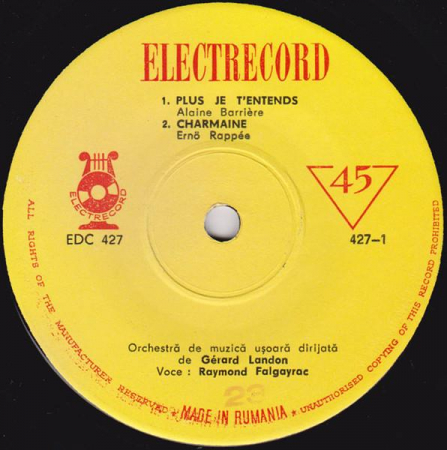 ELECTRECORD
1. PLUS JE T'ENTENDS
Alaine Barrière
2. CHARMAINE
Ernö Rappée
ELECTRECORD
EDC 427
45
427-1
Orchestră de muzică ușoară dirijată
de Gérard Landon
Voce : Raymond Falgayrac
23
ALL RIGHTS OF THE MANUFACTURER RESERVED * MADE IN RUMANIA * UNAUTHORISED COPYING OF THIS RECORD PROHIBITED